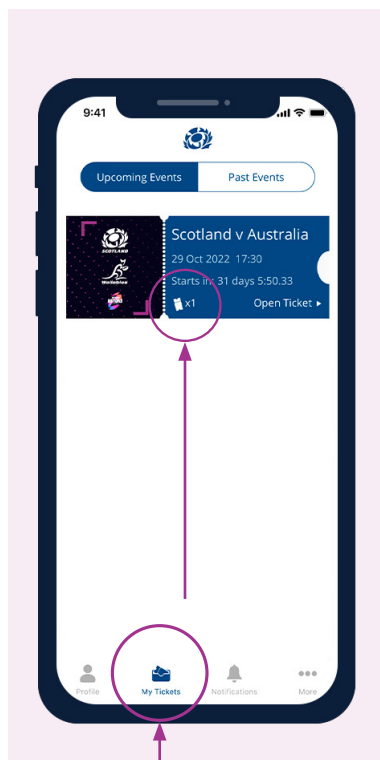 9:41
Upcoming Events Past Events
SCOTLAND
Wallabies
Scotland v Australia
29 Oct 2022 17:30
Starts in: 31 days 5:50.33
x1 Open Ticket
Profile My Tickets Notifications More